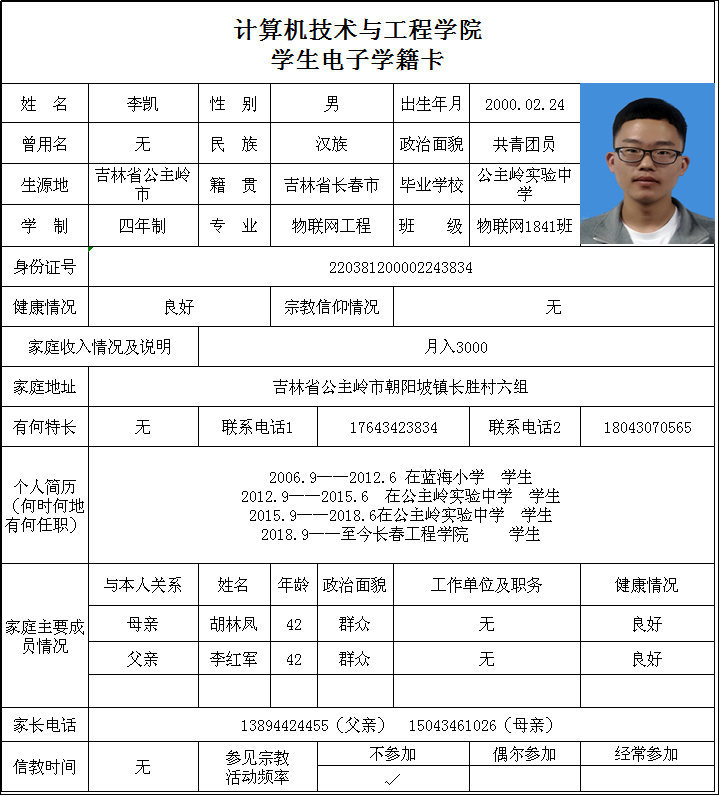 计算机技术与工程学院
学生电子学籍卡
姓 名 李凯 性 别 男 出生年月 2000.02.24
曾用名 无 民 族 汉族 政治面貌 共青团员
生源地 吉林省公主岭市 籍 贯 吉林省长春市 毕业学校 公主岭实验中学
学 制 四年制 专 业 物联网工程 班 级 物联网1841班
身份证号 220381200002243834
健康情况 良好 宗教信仰情况 无
家庭收入情况及说明 月入3000
家庭地址 吉林省公主岭市朝阳坡镇长胜村六组
有何特长 无 联系电话1 17643423834 联系电话2 18043070565
个人简历
（何时何地
有何任职）
2006.9——2012.6 在蓝海小学 学生
2012.9——2015.6 在公主岭实验中学 学生
2015.9——2018.6在公主岭实验中学 学生
2018.9——至今长春工程学院 学生
家庭主要成
员情况
与本人关系 姓名 年龄 政治面貌 工作单位及职务 健康情况
母亲 胡林凤 42 群众 无 良好
父亲 李红军 42 群众 无 良好
家长电话 13894424455（父亲） 15043461026（母亲）
信教时间 无 参见宗教
活动频率
不参加 偶尔参加 经常参加
✓